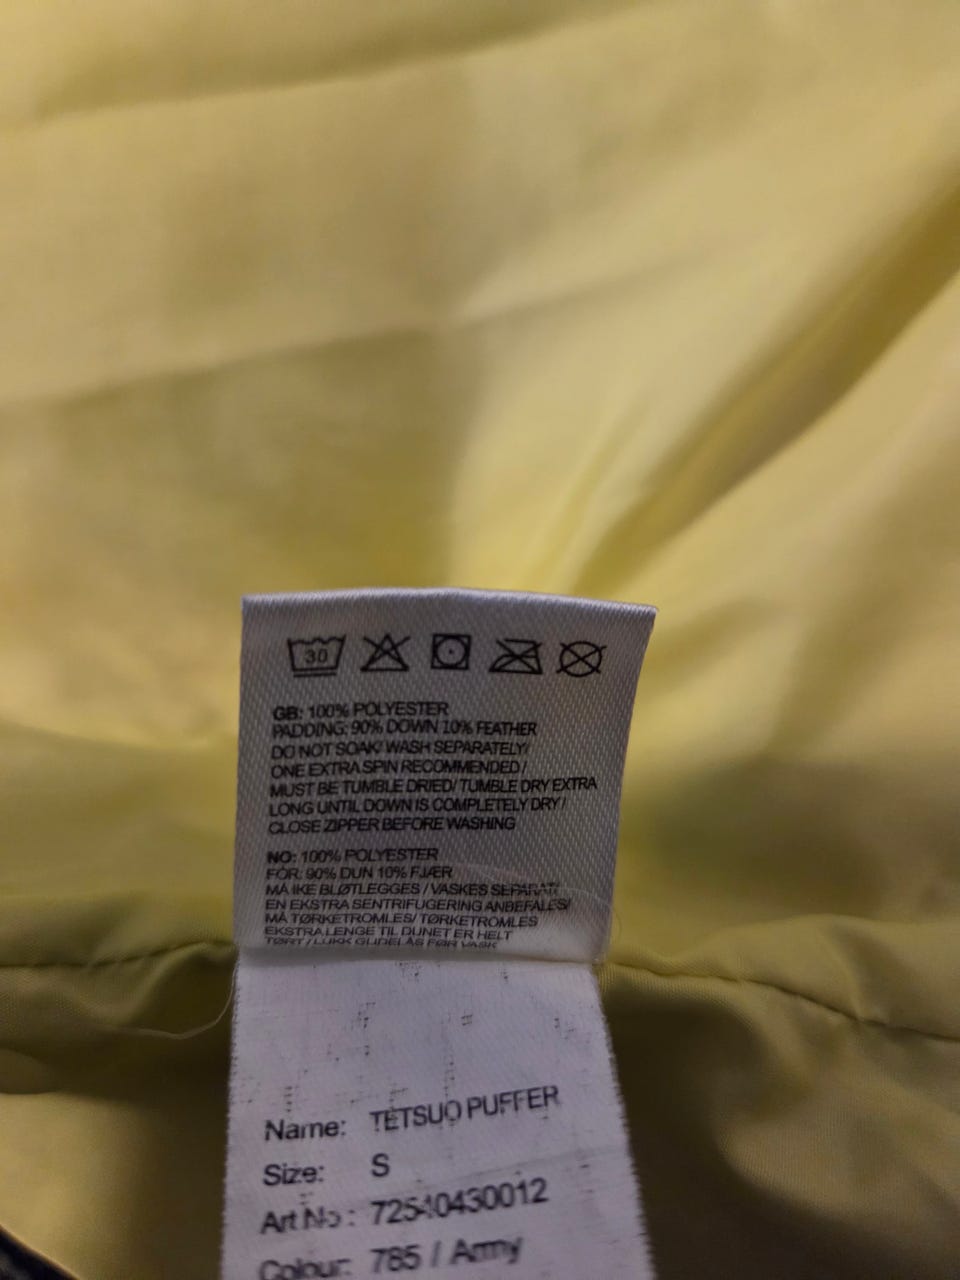 30
GB: 100% POLYESTER
PADDING: 90% DOWN 10% FEATHER
DO NOT SOAK/ WASH SEPARATELY/
ONE EXTRA SPIN RECOMMENDED /
MUST BE TUMBLE DRIED/ TUMBLE DRY EXTRA
LONG UNTIL DOWN IS COMPLETELY DRY /
CLOSE ZIPPER BEFORE WASHING
NO: 100% POLYESTER
FÔR: 90% DUN 10% FJÆR
MÅ IKE BLØTLEGGES / VASKES SEPARAT/
EN EKSTRA SENTRIFUGERING ANBEFALES/
MÅ TØRKETROMLES/ TØRKETROMLES
EKSTRA LENGE TIL DUNET ER HELT
TØRT / LUKK GLIDELÅS FØR VASK
Name: TETSUO PUFFER
Size: S
Art No : 72540430012
Colour: 785 / Army